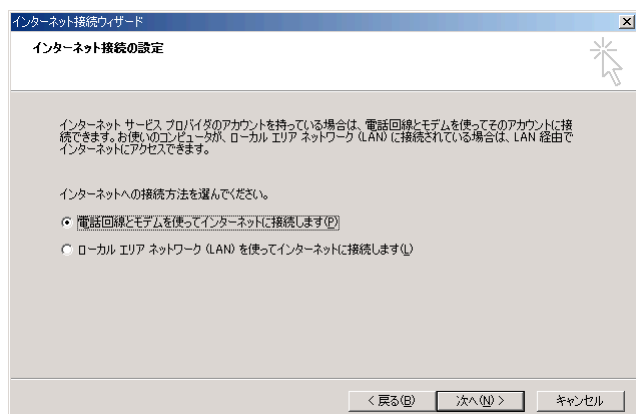 インターネット接続ウィザード
インターネット接続の設定
インターネット サービス プロバイダのアカウントを持っている場合は、電話回線とモデムを使ってそのアカウントに接
続できます。お使いのコンピュータが、ローカル エリア ネットワーク (LAN) に接続されている場合は、LAN 経由で
インターネットにアクセスできます。
インターネットへの接続方法を選んでください。
電話回線とモデムを使ってインターネットに接続します(P)
ローカル エリア ネットワーク (LAN) を使ってインターネットに接続します(L)
< 戻る(B)
次へ(N) >
キャンセル